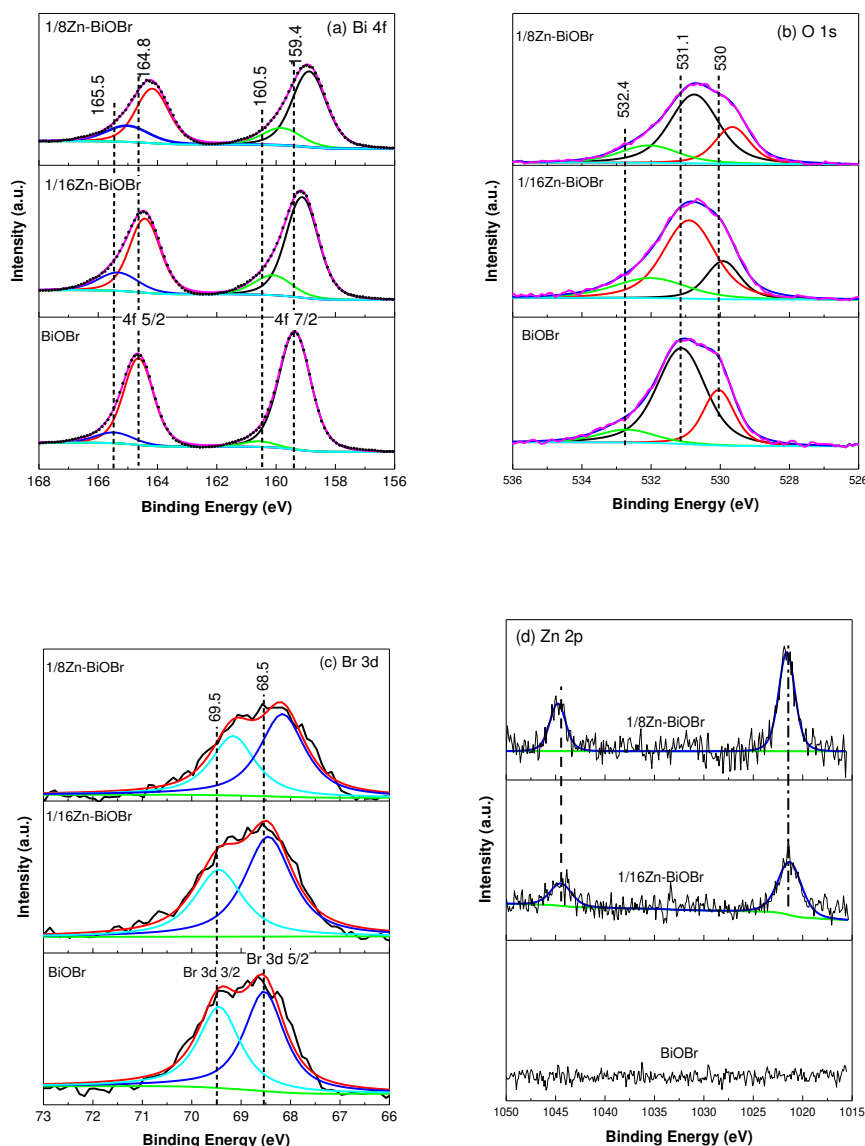 (a) Bi 4f
1/8Zn-BiOBr
165.5
164.8
160.5
159.4
1/16Zn-BiOBr
BiOBr
4f 5/2
4f 7/2
Intensity (a.u.)
168 166 164 162 160 158 156
Binding Energy (eV)
(b) O 1s
1/8Zn-BiOBr
532.4
531.1
530
1/16Zn-BiOBr
BiOBr
Intensity (a.u.)
536 534 532 530 528 526
Binding Energy (eV)
(c) Br 3d
1/8Zn-BiOBr
69.5
68.5
1/16Zn-BiOBr
BiOBr
Br 3d 3/2
Br 3d 5/2
Intensity (a.u.)
73 72 71 70 69 68 67 66
Binding Energy (eV)
(d) Zn 2p
1/8Zn-BiOBr
1/16Zn-BiOBr
BiOBr
Intensity (a.u.)
1050 1045 1040 1035 1030 1025 1020 1015
Binding Energy (eV)